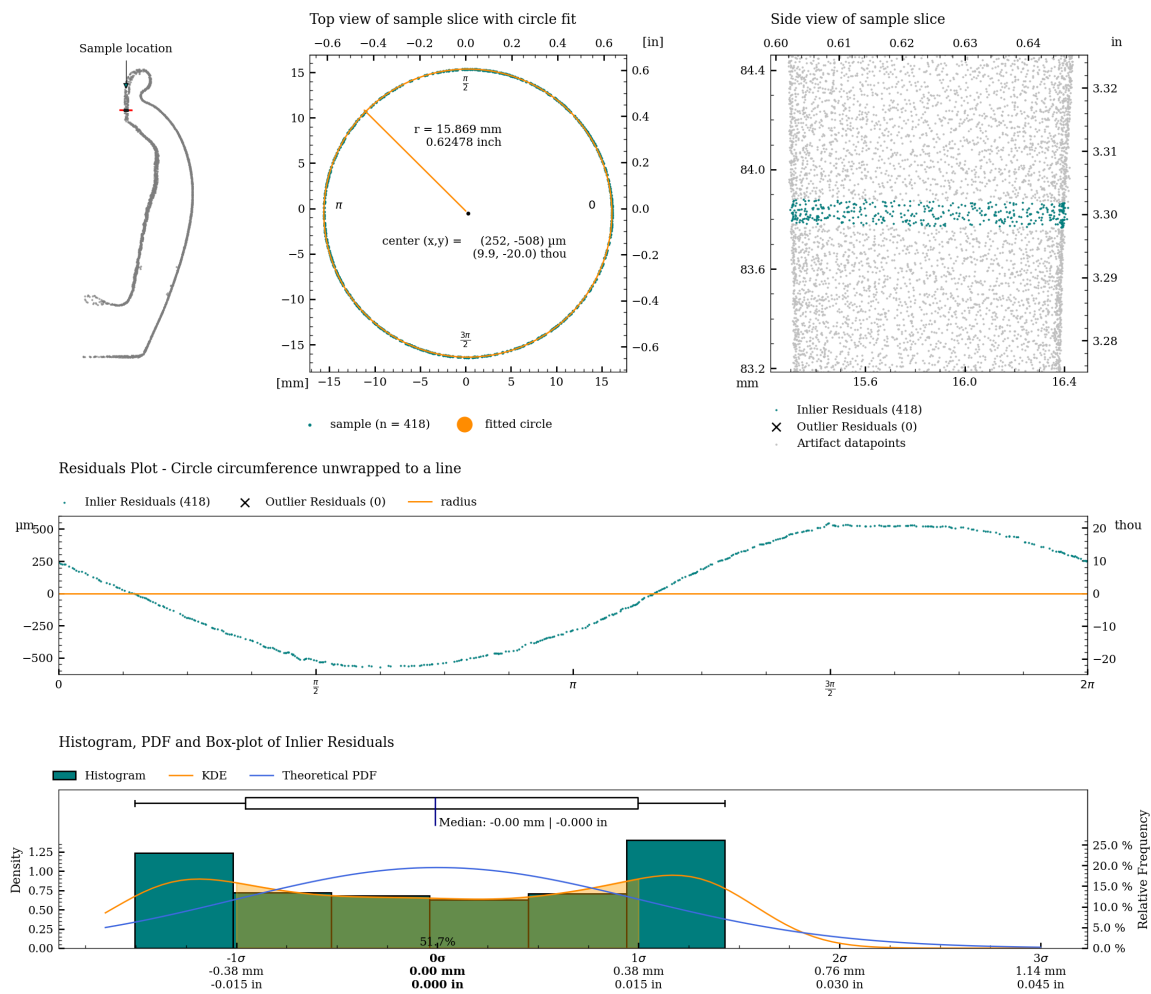 Sample location
Top view of sample slice with circle fit
−0.6 −0.4 −0.2 0.0 0.2 0.4 0.6 [in]
15
10
5
0
−5
−10
−15
π/2
r = 15.869 mm
0.62478 inch
π
0
center (x,y) = (252, -508) µm
(9.9, -20.0) thou
3π/2
0.6
0.4
0.2
0.0
−0.2
−0.4
−0.6
[mm] −15 −10 −5 0 5 10 15
sample (n = 418) fitted circle
Side view of sample slice
0.60 0.61 0.62 0.63 0.64 in
84.4
84.0
83.6
83.2
3.32
3.31
3.30
3.29
3.28
mm 15.6 16.0 16.4
Inlier Residuals (418)
Outlier Residuals (0)
Artifact datapoints
Residuals Plot - Circle circumference unwrapped to a line
Inlier Residuals (418) Outlier Residuals (0) radius
µm
500
250
0
−250
−500
thou
20
10
0
−10
−20
0 π/2 π 3π/2 2π
Histogram, PDF and Box-plot of Inlier Residuals
Histogram KDE Theoretical PDF
Median: -0.00 mm | -0.000 in
Density
1.25
1.00
0.75
0.50
0.25
0.00
51.7%
Relative Frequency
25.0 %
20.0 %
15.0 %
10.0 %
5.0 %
0.0 %
-1σ 0σ 1σ 2σ 3σ
-0.38 mm 0.00 mm 0.38 mm 0.76 mm 1.14 mm
-0.015 in 0.000 in 0.015 in 0.030 in 0.045 in